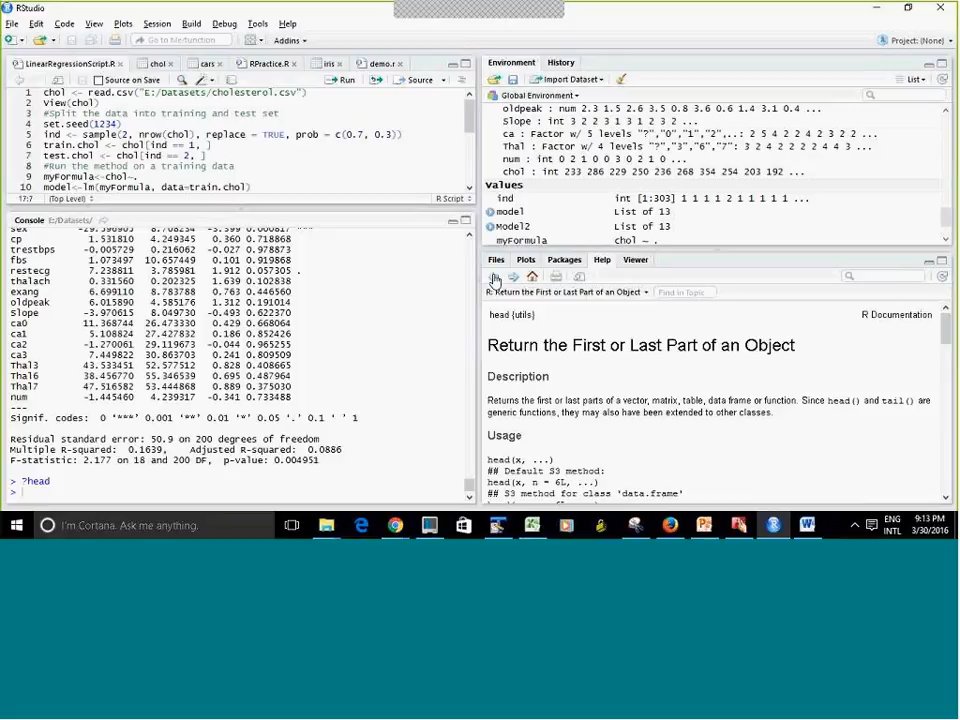 RStudio
File Edit Code View Plots Session Build Debug Tools Help
Go to file/function Addins Project: (None)
LinearRegressionScript.R chol cars RPractice.R iris demo.r
Source on Save Run Source
1 chol <- read.csv("E:/Datasets/cholesterol.csv")
2 view(chol)
3 #Split the data into training and test set
4 set.seed(1234)
5 ind <- sample(2, nrow(chol), replace = TRUE, prob = c(0.7, 0.3))
6 train.chol <- chol[ind == 1, ]
7 test.chol <- chol[ind == 2, ]
8 #Run the method on a training data
9 myFormula<-chol~.
10 model<-lm(myFormula, data=train.chol)
17:7 (Top Level) R Script
Console E:/Datasets/
sex -29.596905 8.708234 -3.399 0.000817 ***
cp 1.531810 4.249345 0.360 0.718868
trestbps -0.005729 0.216062 -0.027 0.978873
fbs 1.073497 10.657449 0.101 0.919868
restecg 7.238811 3.785981 1.912 0.057305 .
thalach 0.331560 0.202325 1.639 0.102838
exang 6.699110 8.783788 0.763 0.446560
oldpeak 6.015890 4.585176 1.312 0.191014
Slope -3.970615 8.049730 -0.493 0.622370
ca0 11.368744 26.473330 0.429 0.668064
ca1 5.108824 27.427832 0.186 0.852426
ca2 -1.270061 29.119673 -0.044 0.965255
ca3 7.449822 30.863703 0.241 0.809509
Thal3 43.533451 52.577512 0.828 0.408665
Thal6 38.456770 55.346539 0.695 0.487964
Thal7 47.516582 53.444868 0.889 0.375030
num -1.445460 4.239317 -0.341 0.733488
---
Signif. codes: 0 ‘***’ 0.001 ‘**’ 0.01 ‘*’ 0.05 ‘.’ 0.1 ‘ ’ 1
Residual standard error: 50.9 on 200 degrees of freedom
Multiple R-squared: 0.1639, Adjusted R-squared: 0.0886
F-statistic: 2.177 on 18 and 200 DF, p-value: 0.004951
> ?head
>
Environment History
Import Dataset List
Global Environment
oldpeak : num 2.3 1.5 2.6 3.5 0.8 3.6 0.6 1.4 3.1 0.4 ...
Slope : int 3 2 2 3 1 3 1 2 3 2 ...
ca : Factor w/ 5 levels "?","0","1","2",..: 2 5 4 2 2 4 2 3 2 2 ...
Thal : Factor w/ 4 levels "?","3","6","7": 3 2 4 2 2 2 2 4 4 3 ...
num : int 0 2 1 0 0 3 0 2 1 0 ...
chol : int 233 286 229 250 236 268 354 254 203 192 ...
Values
ind int [1:303] 1 1 1 1 2 1 1 1 1 1 ...
model List of 13
Model2 List of 13
myFormula chol ~ .
Files Plots Packages Help Viewer
R: Return the First or Last Part of an Object Find in Topic
head {utils} R Documentation
Return the First or Last Part of an Object
Description
Returns the first or last parts of a vector, matrix, table, data frame or function. Since head() and tail() are
generic functions, they may also have been extended to other classes.
Usage
head(x, ...)
## Default S3 method:
head(x, n = 6L, ...)
## S3 method for class 'data.frame'
I'm Cortana. Ask me anything.
ENG
INTL
9:13 PM
3/30/2016